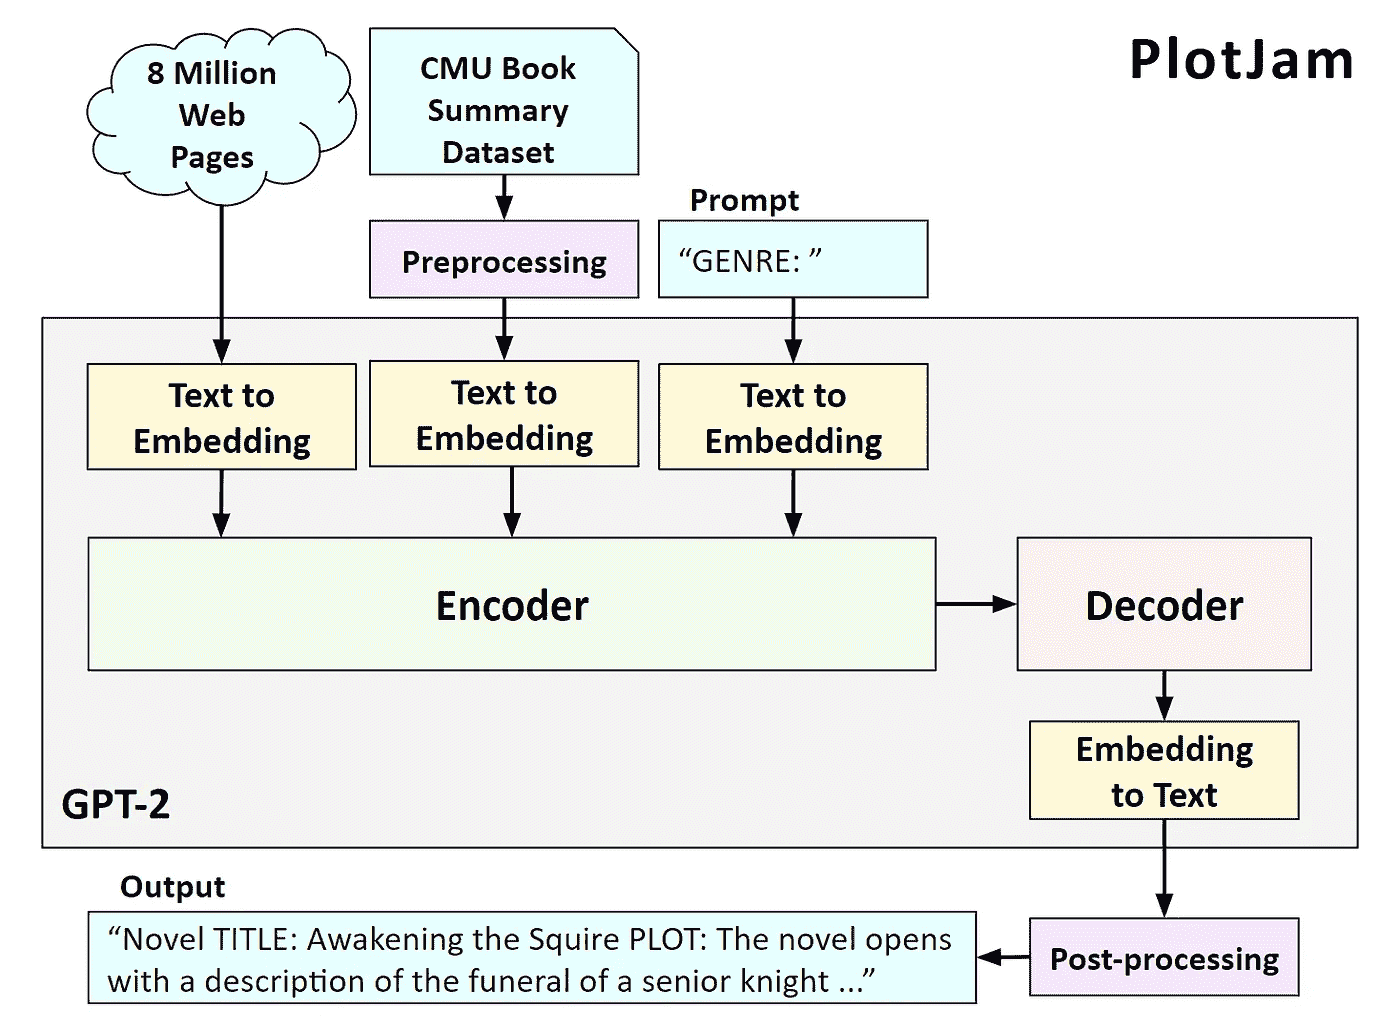 PlotJam
8 Million
Web
Pages
CMU Book
Summary
Dataset
Prompt
Preprocessing
“GENRE: ”
Text to
Embedding
Text to
Embedding
Text to
Embedding
Encoder
Decoder
Embedding
to Text
GPT-2
Output
“Novel TITLE: Awakening the Squire PLOT: The novel opens
with a description of the funeral of a senior knight ...”
Post-processing